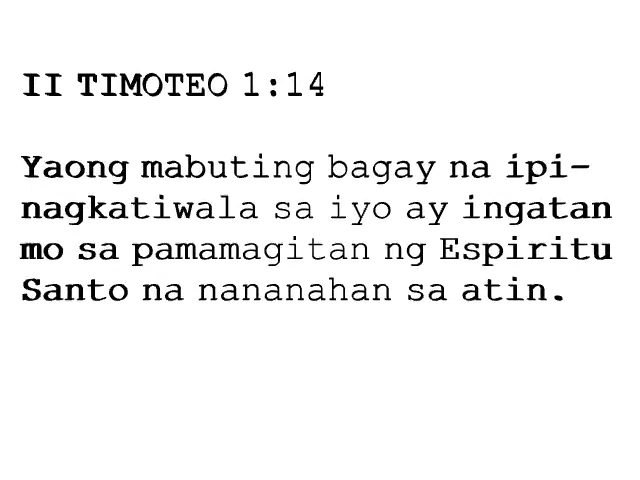 II TIMOTEO 1:14
Yaong mabuting bagay na ipi-
nagkatiwala sa iyo ay ingatan
mo sa pamamagitan ng Espiritu
Santo na nananahan sa atin.